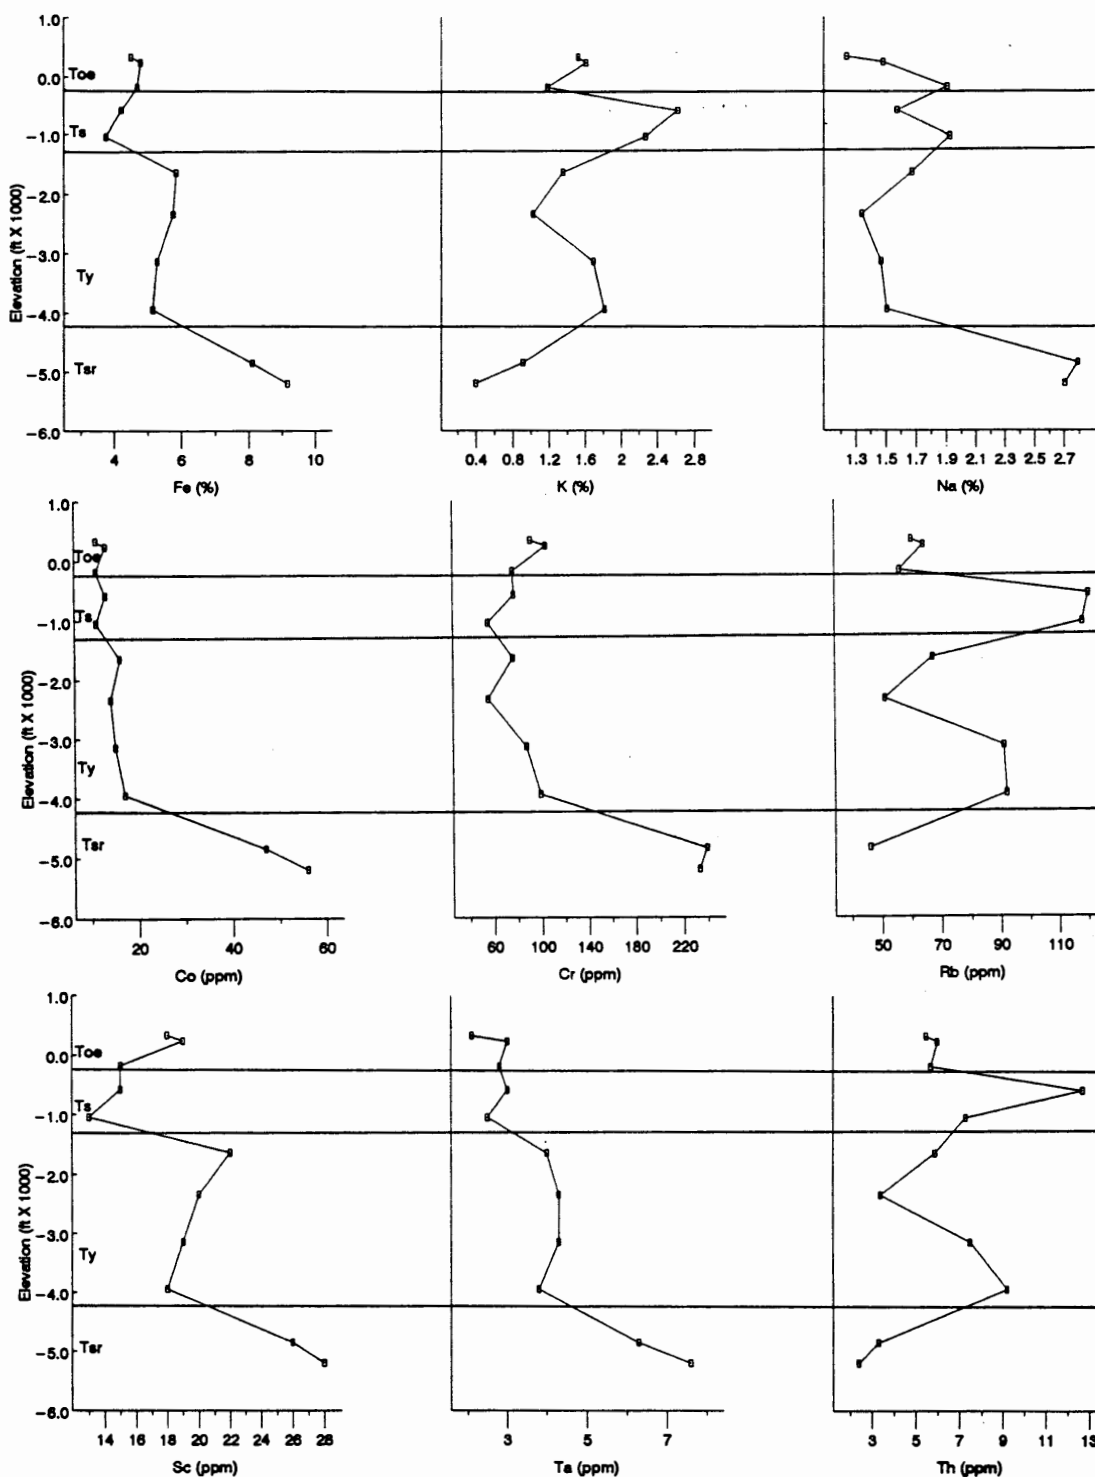 1.0
0.0
−1.0
−2.0
−3.0
−4.0
−5.0
−6.0
Elevation (ft X 1000)
Toe
Ts
Ty
Tsr
4 6 8 10
Fe (%)
0.4 0.8 1.2 1.6 2 2.4 2.8
K (%)
1.3 1.5 1.7 1.9 2.1 2.3 2.5 2.7
Na (%)
1.0
0.0
−1.0
−2.0
−3.0
−4.0
−5.0
−6.0
Elevation (ft X 1000)
Toe
Ts
Ty
Tsr
20 40 60
Co (ppm)
60 100 140 180 220
Cr (ppm)
50 70 90 110
Rb (ppm)
1.0
0.0
−1.0
−2.0
−3.0
−4.0
−5.0
−6.0
Elevation (ft X 1000)
Toe
Ts
Ty
Tsr
14 16 18 20 22 24 26 28
Sc (ppm)
3 5 7
Ta (ppm)
3 5 7 9 11 13
Th (ppm)